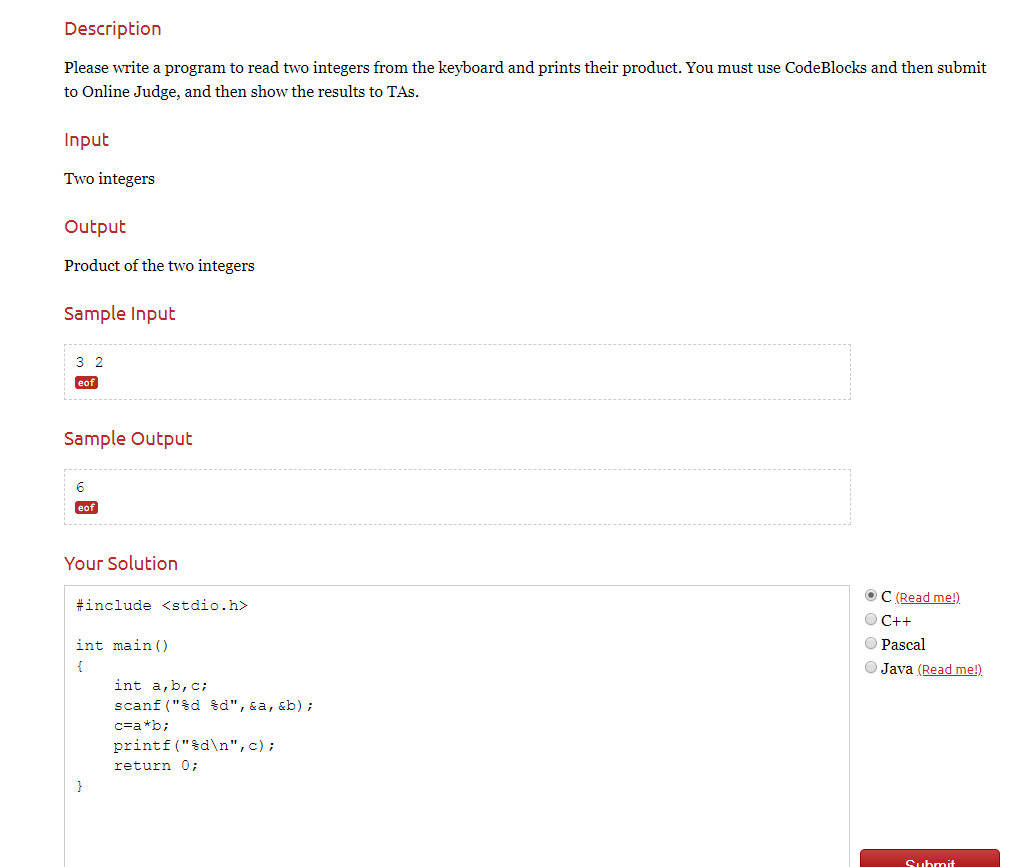 Description
Please write a program to read two integers from the keyboard and prints their product. You must use CodeBlocks and then submit
to Online Judge, and then show the results to TAs.
Input
Two integers
Output
Product of the two integers
Sample Input
3 2
eof
Sample Output
6
eof
Your Solution
#include <stdio.h>
int main()
{
    int a,b,c;
    scanf("%d %d",&a,&b);
    c=a*b;
    printf("%d\n",c);
    return 0;
}
C (Read me!)
C++
Pascal
Java (Read me!)
Submit